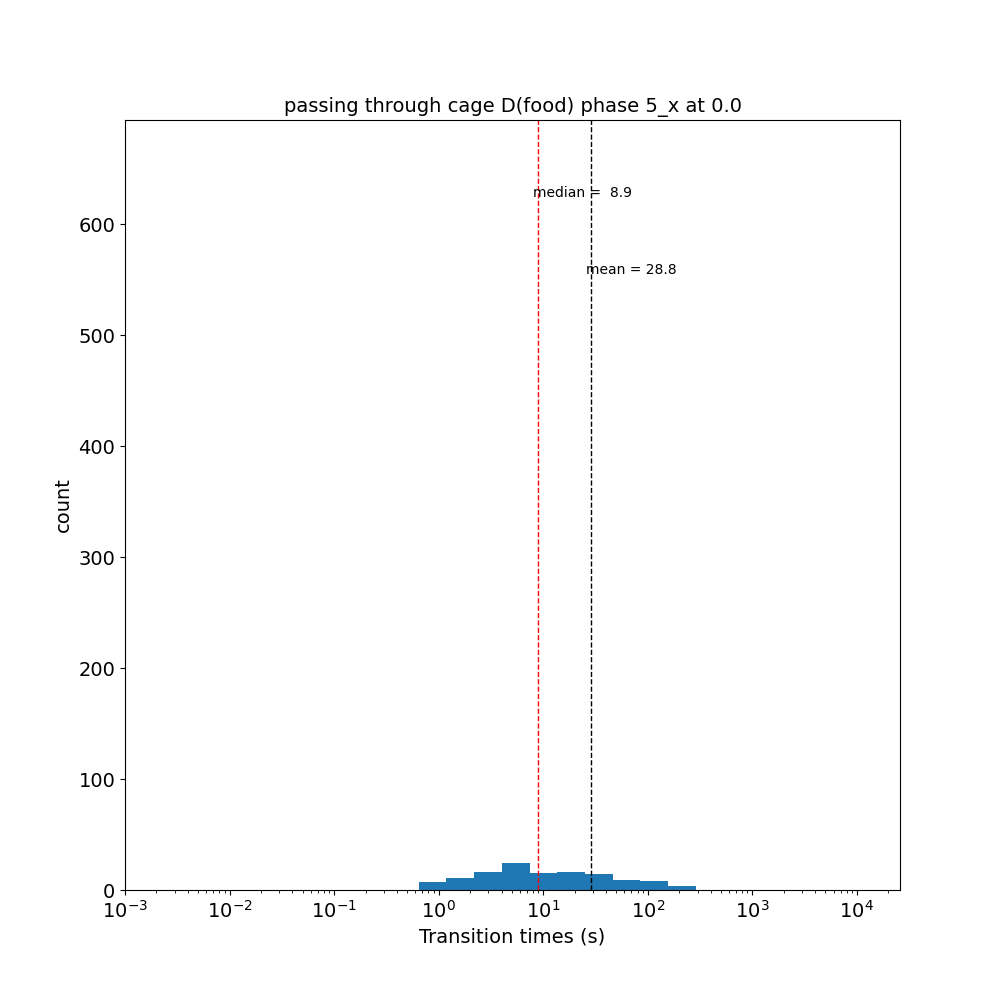 passing through cage D(food) phase 5_x at 0.0
median =  8.9
mean = 28.8
600
500
400
300
200
100
0
count
10⁻³ 10⁻² 10⁻¹ 10⁰ 10¹ 10² 10³ 10⁴
Transition times (s)